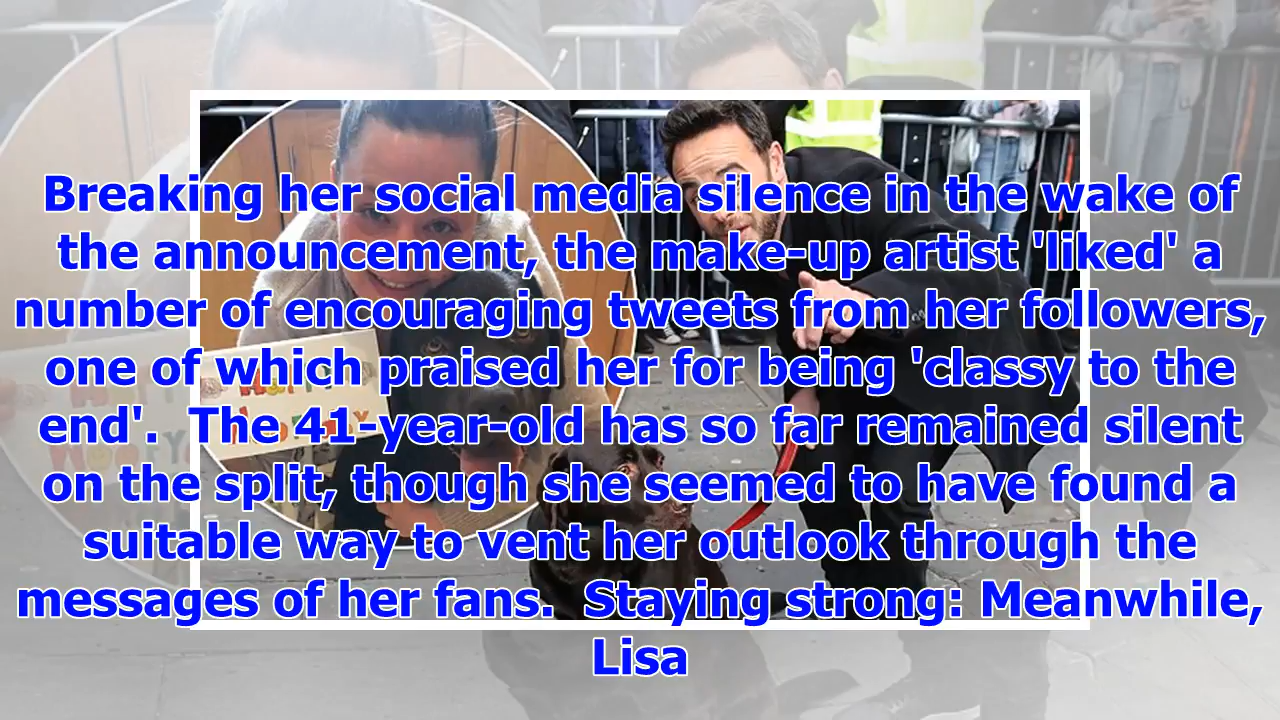 Breaking her social media silence in the wake of
the announcement, the make-up artist 'liked' a
number of encouraging tweets from her followers,
one of which praised her for being 'classy to the
end'.  The 41-year-old has so far remained silent
on the split, though she seemed to have found a
suitable way to vent her outlook through the
messages of her fans.  Staying strong: Meanwhile,
Lisa